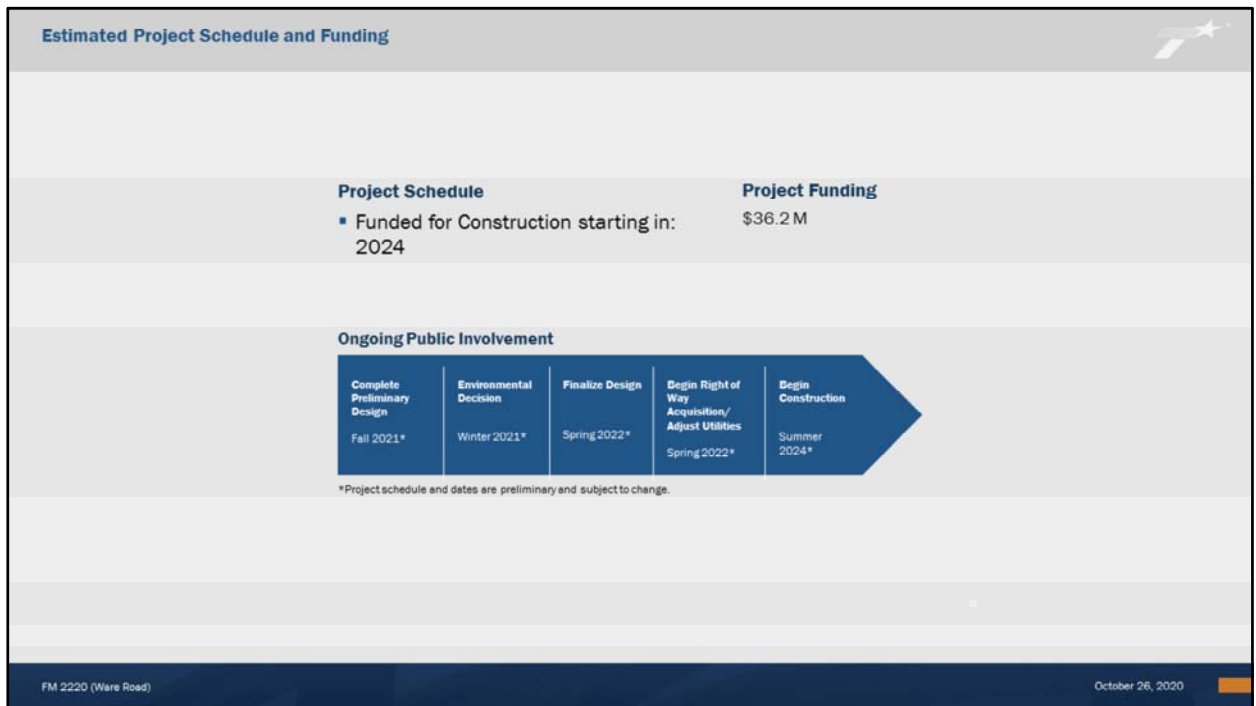 Estimated Project Schedule and Funding
Project Schedule
▪ Funded for Construction starting in:
2024
Project Funding
$36.2 M
Ongoing Public Involvement
Complete
Preliminary
Design
Fall 2021*
Environmental
Decision
Winter 2021*
Finalize Design
Spring 2022*
Begin Right of
Way
Acquisition/
Adjust Utilities
Spring 2022*
Begin
Construction
Summer
2024*
*Project schedule and dates are preliminary and subject to change.
FM 2220 (Ware Road)
October 26, 2020